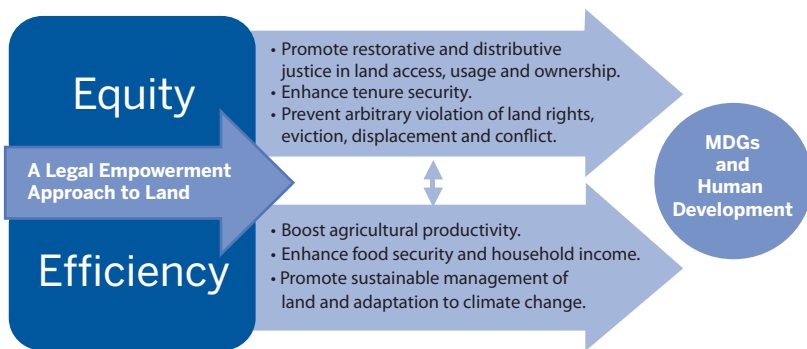 Equity
A Legal Empowerment
Approach to Land
Efficiency
• Promote restorative and distributive
justice in land access, usage and ownership.
• Enhance tenure security.
• Prevent arbitrary violation of land rights,
eviction, displacement and conflict.
• Boost agricultural productivity.
• Enhance food security and household income.
• Promote sustainable management of
land and adaptation to climate change.
MDGs
and
Human
Development